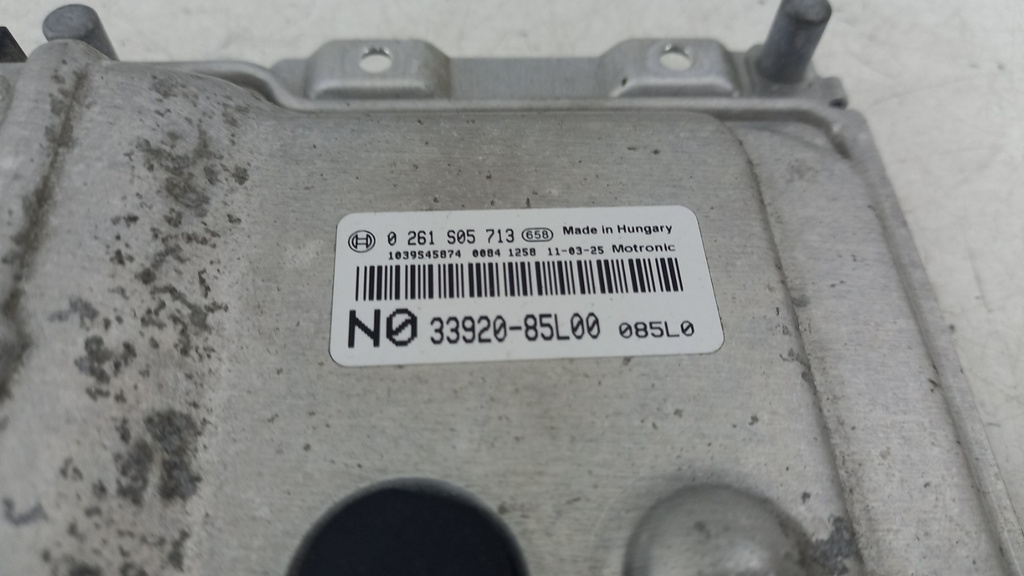 0 261 S05 713 658 Made in Hungary
1039S45874 0084 1258 11-03-25 Motronic
N0 33920-85L00 085L0